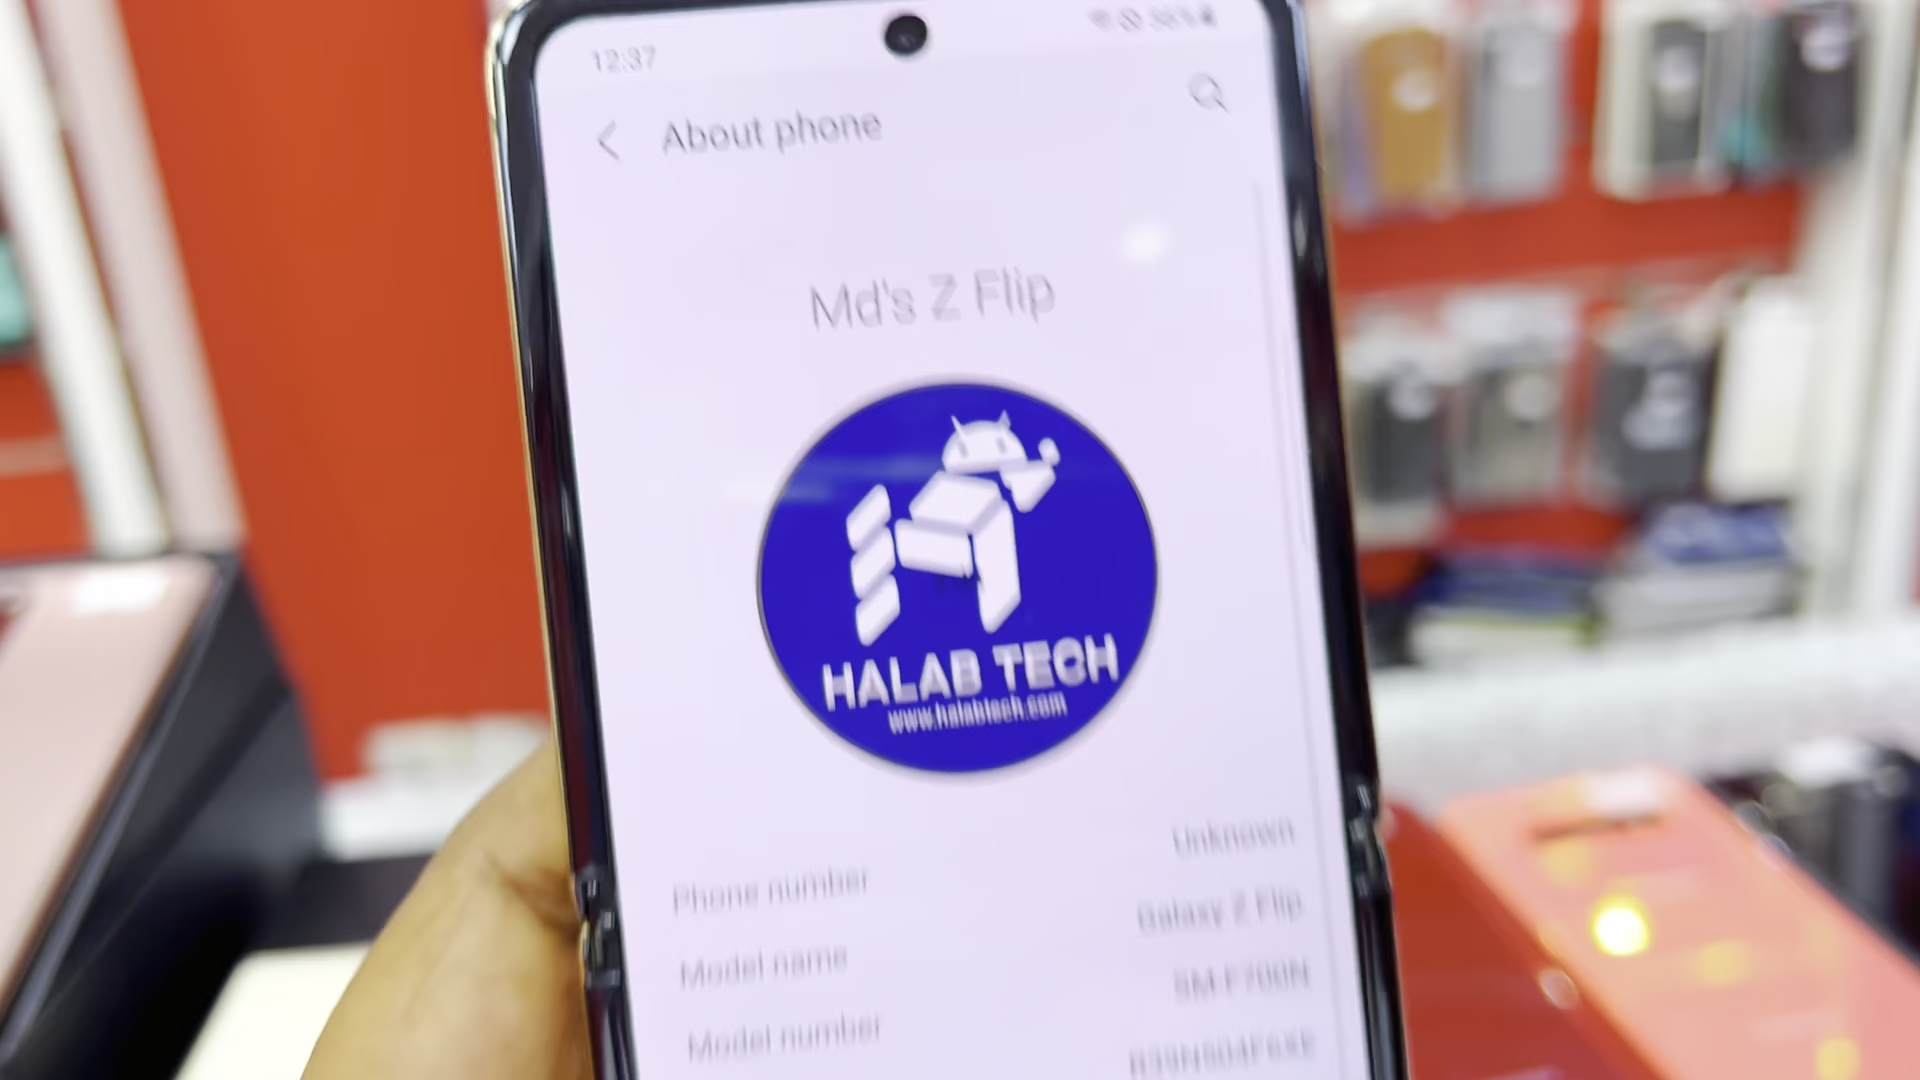 12:37
About phone
Md's Z Flip
HALAB TECH
www.halabtech.com
Phone number
Unknown
Model name
Galaxy Z Flip
Model number
SM-F700N